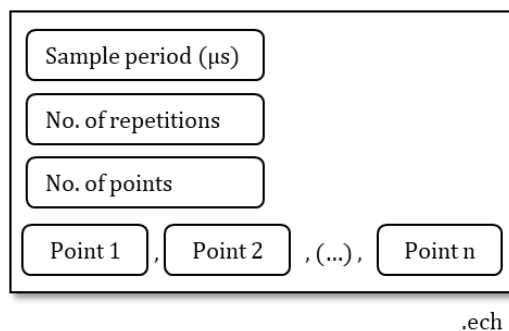 Sample period (μs)
No. of repetitions
No. of points
Point 1 , Point 2 , (...) , Point n
.ech